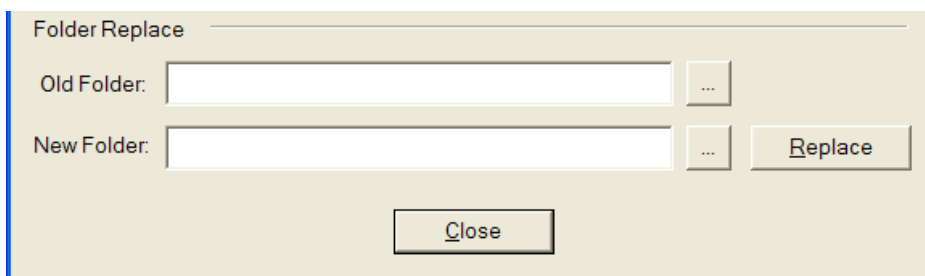 Folder Replace
Old Folder: ...
New Folder: ... Replace
Close